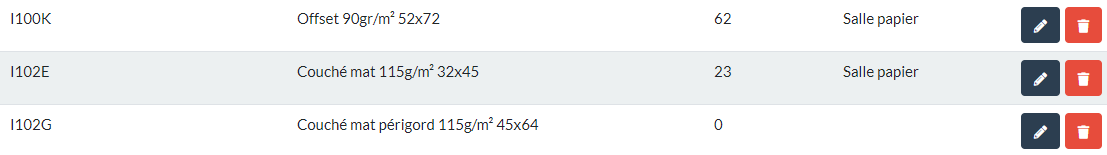 I100K Offset 90gr/m² 52x72 62 Salle papier
I102E Couché mat 115g/m² 32x45 23 Salle papier
I102G Couché mat périgord 115g/m² 45x64 0